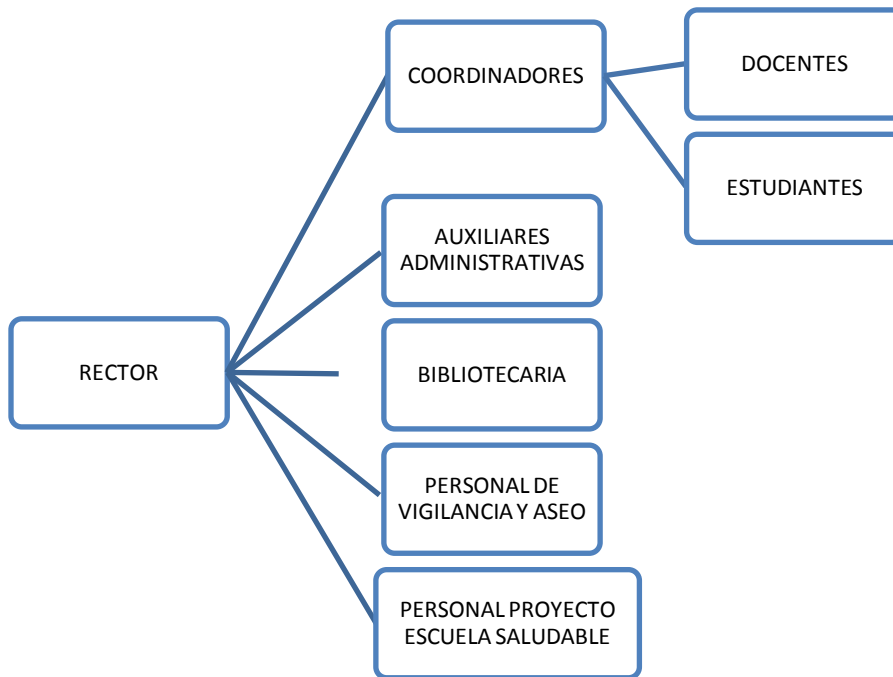 COORDINADORES
DOCENTES
ESTUDIANTES
AUXILIARES
ADMINISTRATIVAS
RECTOR
BIBLIOTECARIA
PERSONAL DE
VIGILANCIA Y ASEO
PERSONAL PROYECTO
ESCUELA SALUDABLE